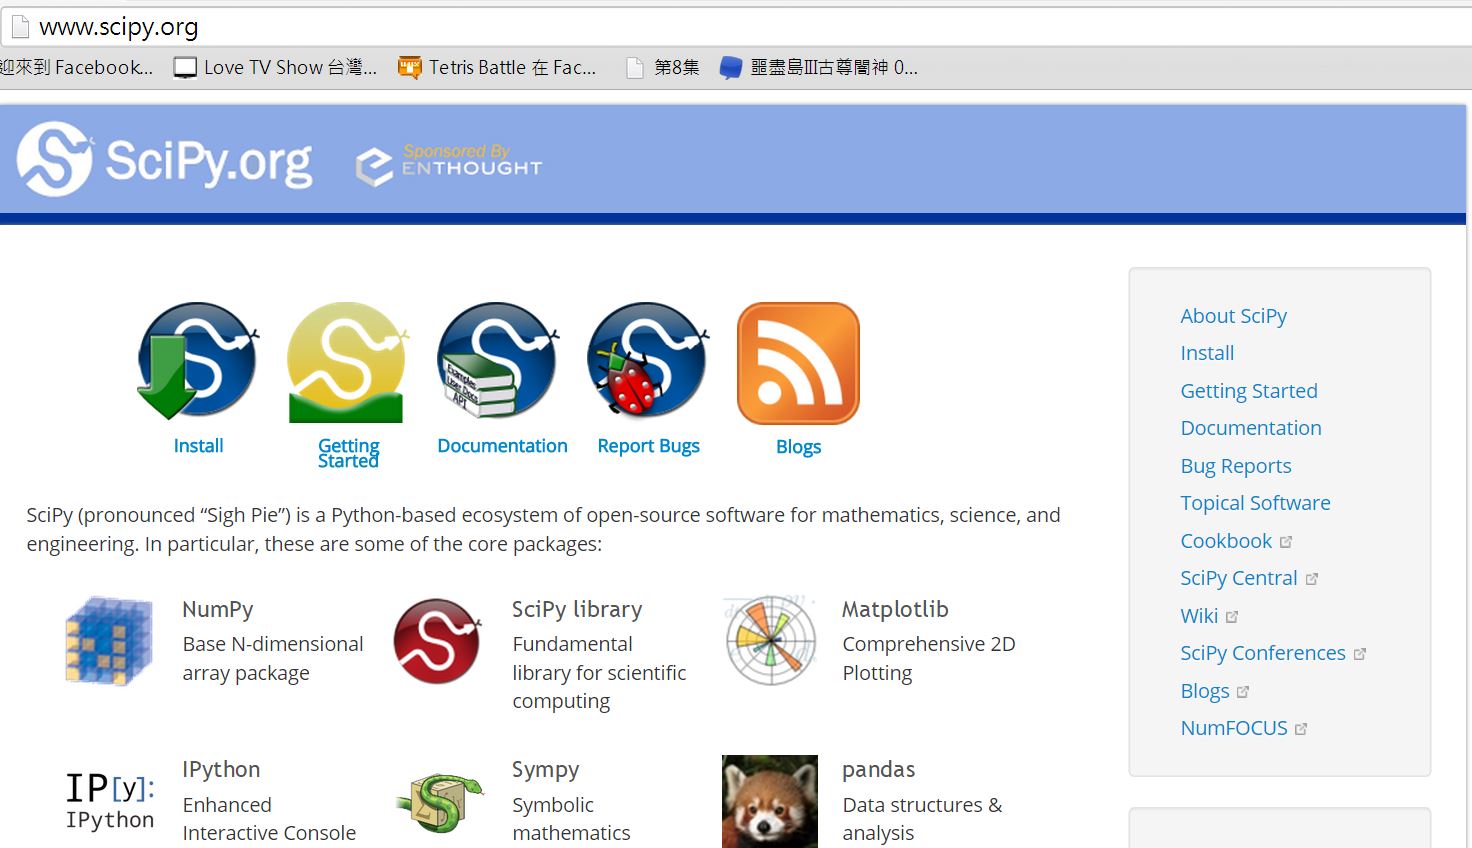 www.scipy.org
迎來到 Facebook...
Love TV Show 台灣...
Tetris Battle 在 Fac...
第8集
噩盡島III古尊闇神 0...
SciPy.org
Sponsored By
ENTHOUGHT
Examples
User Docs
API
Install
Getting
Started
Documentation
Report Bugs
Blogs
SciPy (pronounced “Sigh Pie”) is a Python-based ecosystem of open-source software for mathematics, science, and
engineering. In particular, these are some of the core packages:
NumPy
Base N-dimensional
array package
SciPy library
Fundamental
library for scientific
computing
Matplotlib
Comprehensive 2D
Plotting
IP[y]:
IPython
IPython
Enhanced
Interactive Console
Sympy
Symbolic
mathematics
pandas
Data structures &
analysis
About SciPy
Install
Getting Started
Documentation
Bug Reports
Topical Software
Cookbook
SciPy Central
Wiki
SciPy Conferences
Blogs
NumFOCUS